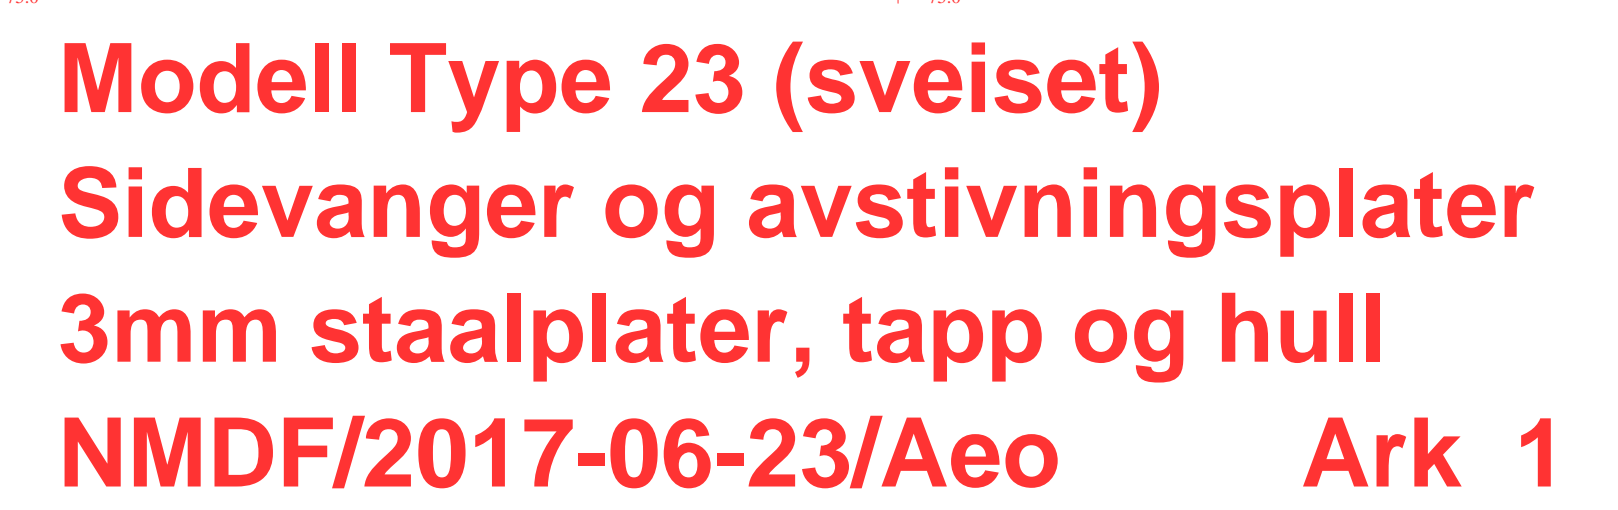 Modell Type 23 (sveiset)
Sidevanger og avstivningsplater
3mm staalplater, tapp og hull
NMDF/2017-06-23/Aeo Ark 1